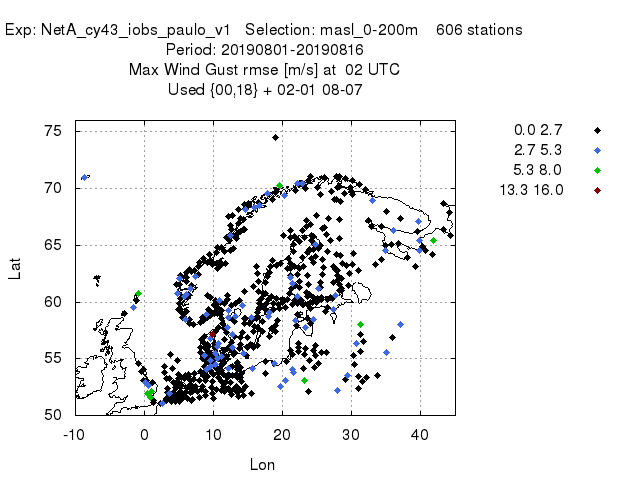 Exp: NetA_cy43_iobs_paulo_v1   Selection: masl_0-200m    606 stations
Period: 20190801-20190816
Max Wind Gust rmse [m/s] at  02 UTC
Used {00,18} + 02-01 08-07
0.0 2.7
2.7 5.3
5.3 8.0
13.3 16.0
75
70
65
60
55
50
Lat
-10 0 10 20 30 40
Lon